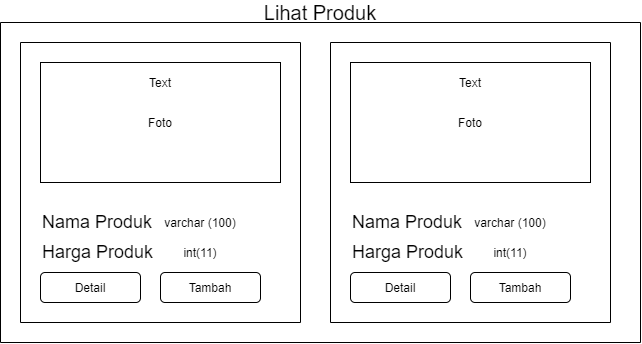 Lihat Produk
Text
Foto
Nama Produk varchar (100)
Harga Produk int(11)
Detail Tambah
Text
Foto
Nama Produk varchar (100)
Harga Produk int(11)
Detail Tambah